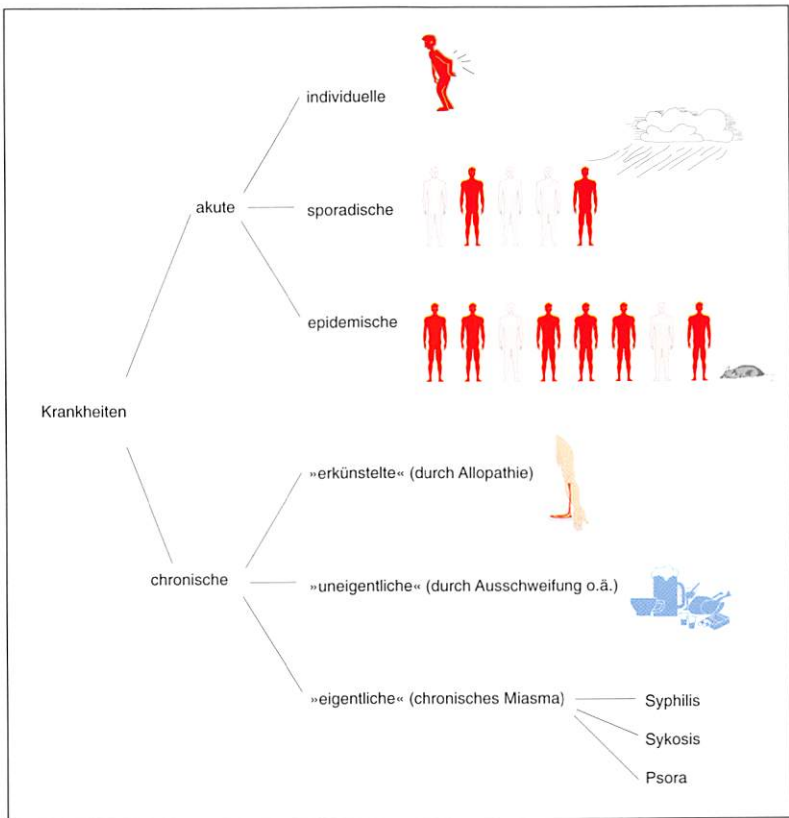 individuelle
akute
sporadische
epidemische
Krankheiten
»erkünstelte« (durch Allopathie)
chronische
»uneigentliche« (durch Ausschweifung o.ä.)
»eigentliche« (chronisches Miasma)
Syphilis
Sykosis
Psora